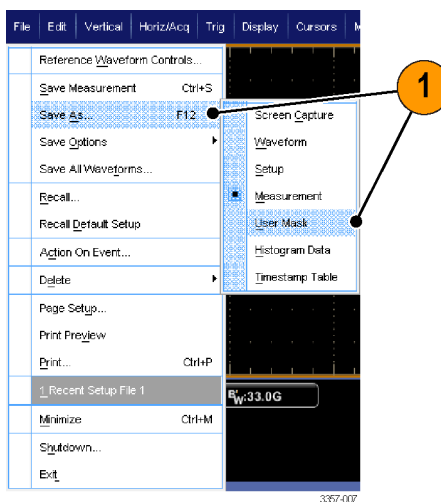 File Edit Vertical Horiz/Acq Trig Display Cursors
Reference Waveform Controls...
Save Measurement Ctrl+S
Save As... F12
Save Options
Save All Waveforms...
Recall...
Recall Default Setup
Action On Event...
Delete
Page Setup...
Print Preview
Print... Ctrl+P
1 Recent Setup File 1
Minimize Ctrl+M
Shutdown...
Exit
Screen Capture
Waveform
Setup
Measurement
User Mask
Histogram Data
Timestamp Table
1
BW:33.0G
3357-007